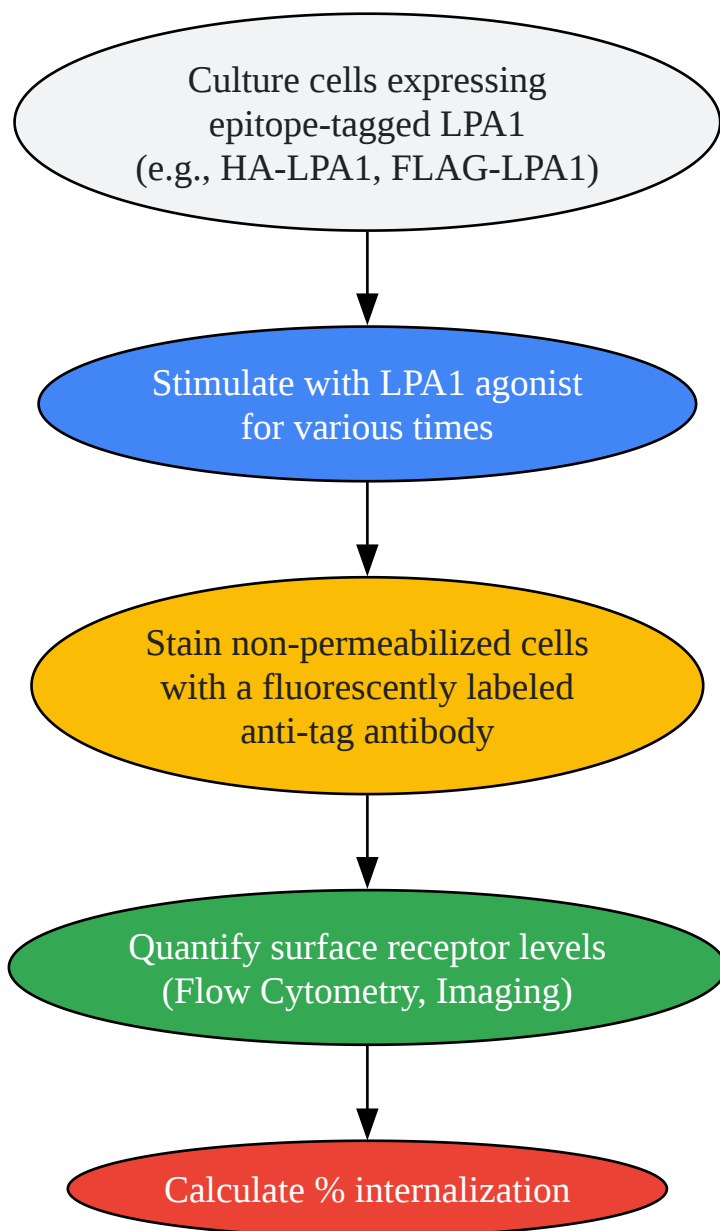 Culture cells expressing
epitope-tagged LPA1
(e.g., HA-LPA1, FLAG-LPA1)
Stimulate with LPA1 agonist
for various times
Stain non-permeabilized cells
with a fluorescently labeled
anti-tag antibody
Quantify surface receptor levels
(Flow Cytometry, Imaging)
Calculate % internalization